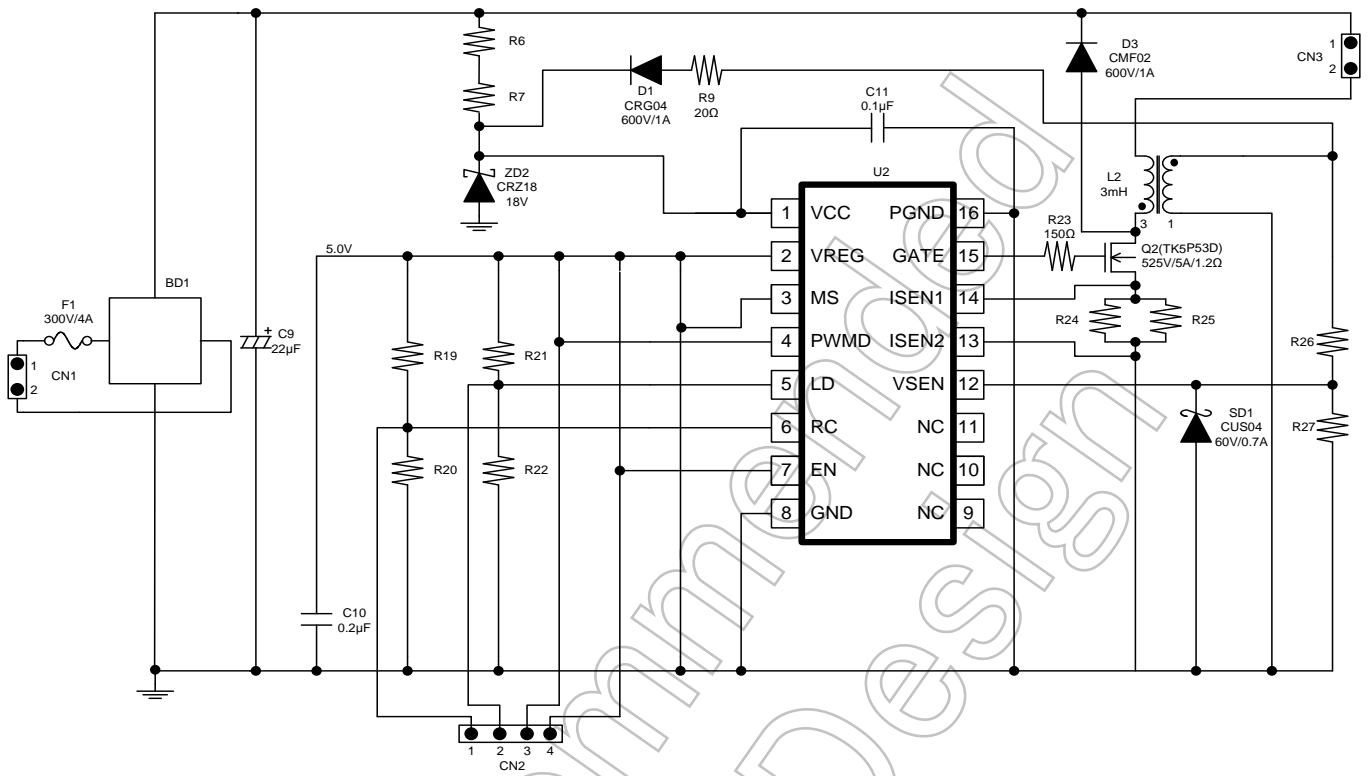 R6
R7
D1
CRG04
600V/1A
R9
20Ω
C11
0.1µF
D3
CMF02
600V/1A
1
2
CN3
ZD2
CRZ18
18V
U2
L2
3mH
3
1
1 VCC
PGND 16
R23
150Ω
Q2(TK5P53D)
525V/5A/1.2Ω
5.0V
2 VREG
GATE 15
3 MS
ISEN1 14
4 PWMD
ISEN2 13
5 LD
VSEN 12
6 RC
NC 11
7 EN
NC 10
8 GND
NC 9
BD1
F1
300V/4A
1
2
CN1
+
C9
22µF
R19
R21
R24
R25
R26
SD1
CUS04
60V/0.7A
R27
R20
R22
C10
0.2µF
1 2 3 4
CN2
ommended
Design